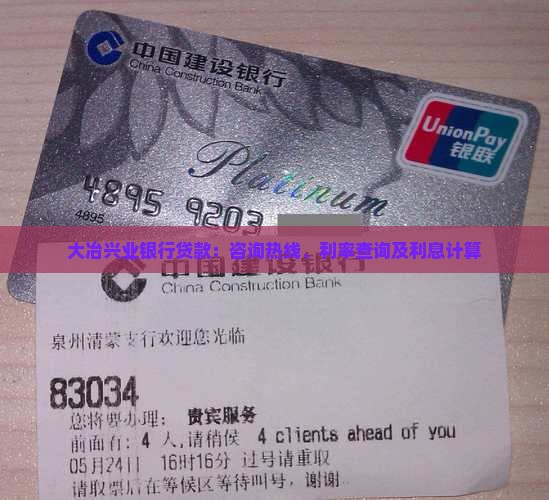 中国建设银行
China Construction Bank
UnionPay
银联
Platinum
4895 9203
4895
大冶兴业银行贷款：咨询热线、利率查询及利息计算
中国建设银行
China Construction Bank
泉州清蒙支行欢迎您光临
83034
您将要办理： 贵宾服务
前面有: 4 人,请稍侯 4 clients ahead of you
05月24日 16时16分 过号请重取
请取票后在等候区等待叫号，谢谢